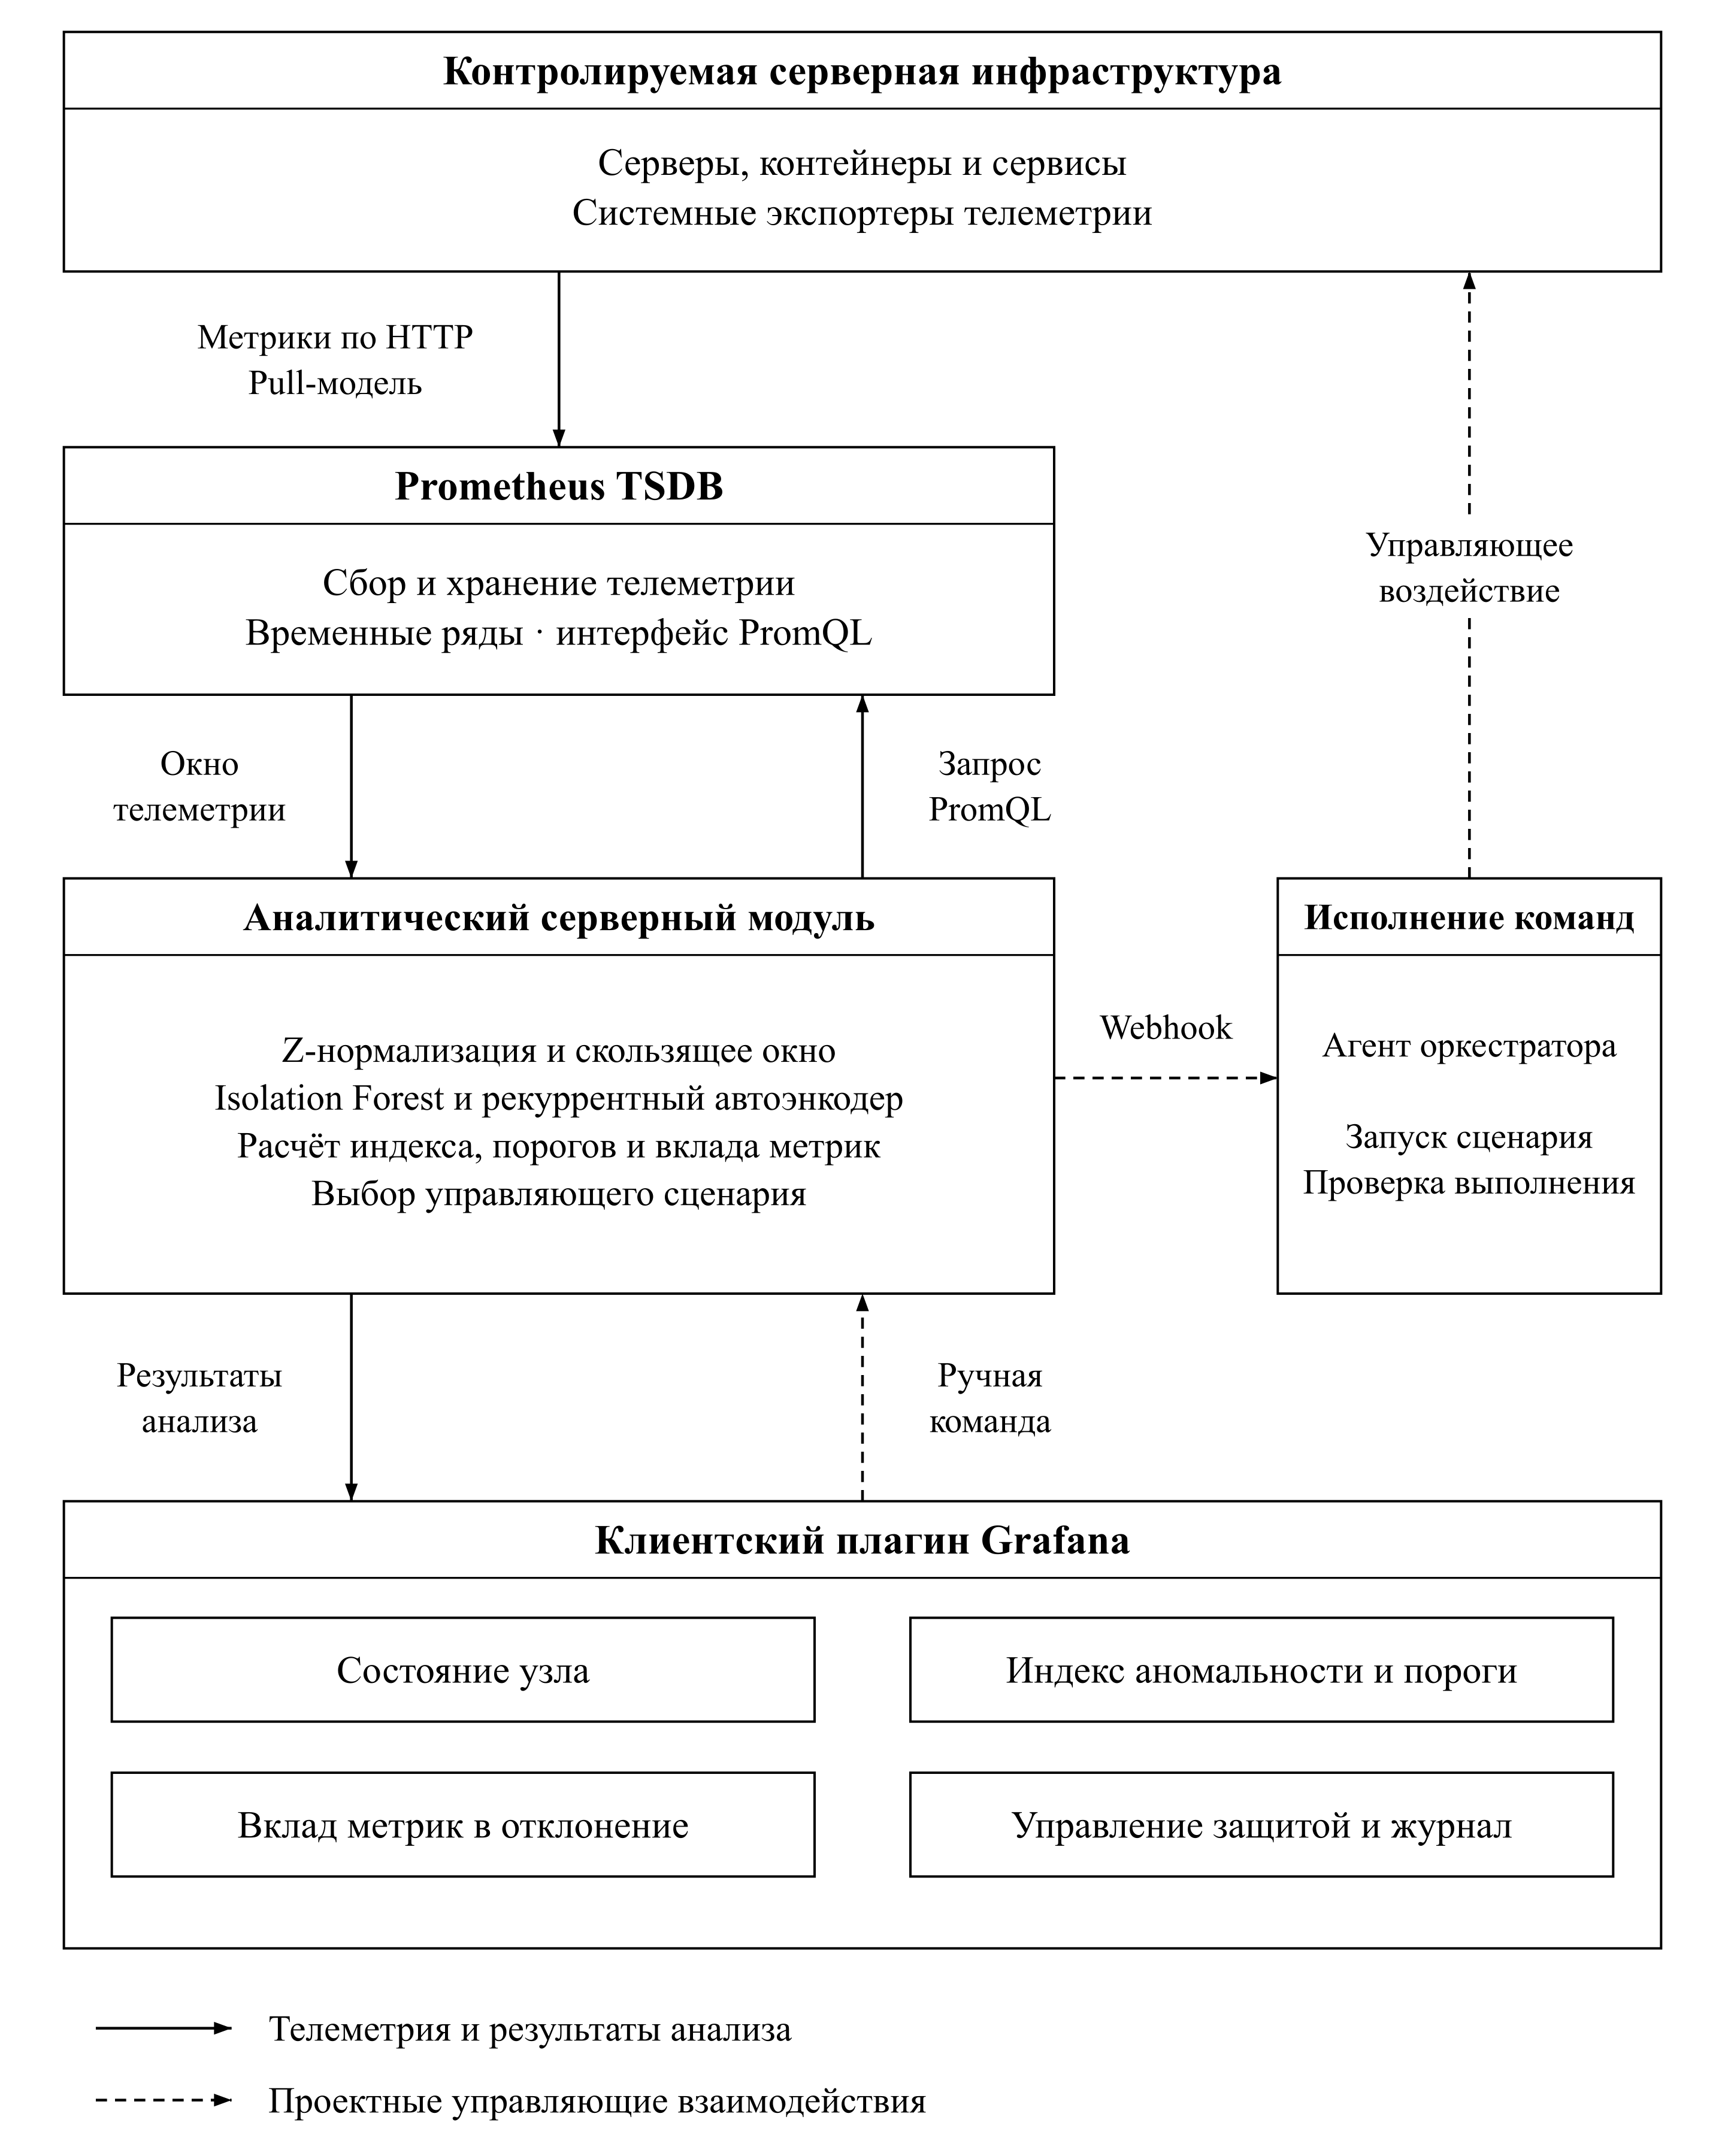 Контролируемая серверная инфраструктура
Серверы, контейнеры и сервисы
Системные экспортеры телеметрии
Метрики по HTTP
Pull-модель
Prometheus TSDB
Сбор и хранение телеметрии
Временные ряды · интерфейс PromQL
Управляющее
воздействие
Окно
телеметрии
Запрос
PromQL
Аналитический серверный модуль
Z-нормализация и скользящее окно
Isolation Forest и рекуррентный автоэнкодер
Расчёт индекса, порогов и вклада метрик
Выбор управляющего сценария
Webhook
Исполнение команд
Агент оркестратора
Запуск сценария
Проверка выполнения
Результаты
анализа
Ручная
команда
Клиентский плагин Grafana
Состояние узла
Индекс аномальности и пороги
Вклад метрик в отклонение
Управление защитой и журнал
Телеметрия и результаты анализа
Проектные управляющие взаимодействия